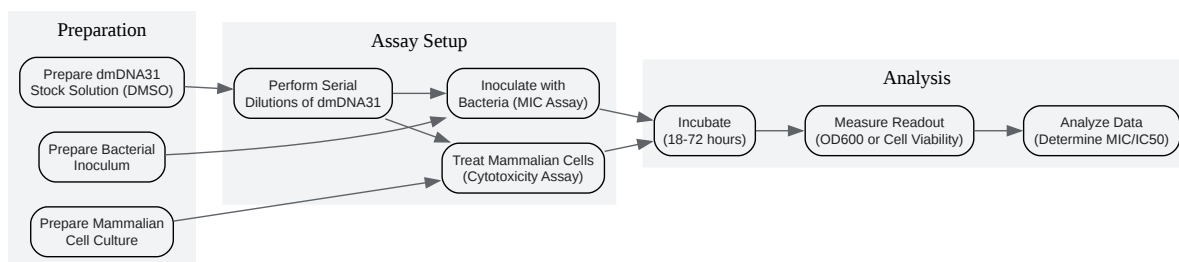 Preparation
Prepare dmDNA31
Stock Solution (DMSO)
Prepare Bacterial
Inoculum
Prepare Mammalian
Cell Culture
Assay Setup
Perform Serial
Dilutions of dmDNA31
Inoculate with
Bacteria (MIC Assay)
Treat Mammalian Cells
(Cytotoxicity Assay)
Analysis
Incubate
(18-72 hours)
Measure Readout
(OD600 or Cell Viability)
Analyze Data
(Determine MIC/IC50)